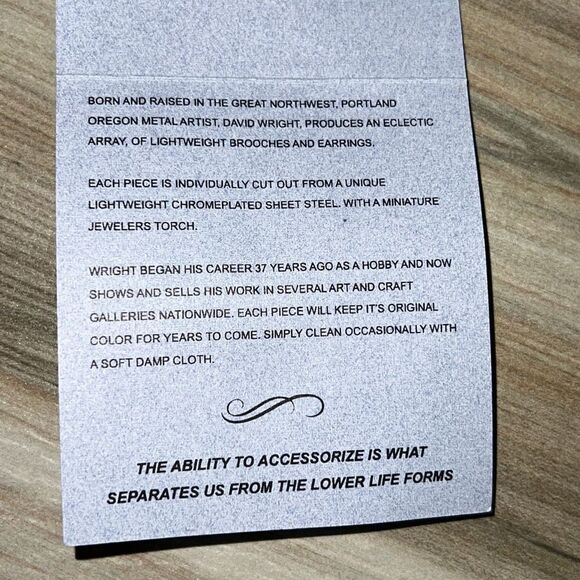 BORN AND RAISED IN THE GREAT NORTHWEST, PORTLAND
OREGON METAL ARTIST, DAVID WRIGHT, PRODUCES AN ECLECTIC
ARRAY, OF LIGHTWEIGHT BROOCHES AND EARRINGS.
EACH PIECE IS INDIVIDUALLY CUT OUT FROM A UNIQUE
LIGHTWEIGHT CHROMEPLATED SHEET STEEL. WITH A MINIATURE
JEWELERS TORCH.
WRIGHT BEGAN HIS CAREER 37 YEARS AGO AS A HOBBY AND NOW
SHOWS AND SELLS HIS WORK IN SEVERAL ART AND CRAFT
GALLERIES NATIONWIDE. EACH PIECE WILL KEEP IT'S ORIGINAL
COLOR FOR YEARS TO COME. SIMPLY CLEAN OCCASIONALLY WITH
A SOFT DAMP CLOTH.
THE ABILITY TO ACCESSORIZE IS WHAT
SEPARATES US FROM THE LOWER LIFE FORMS